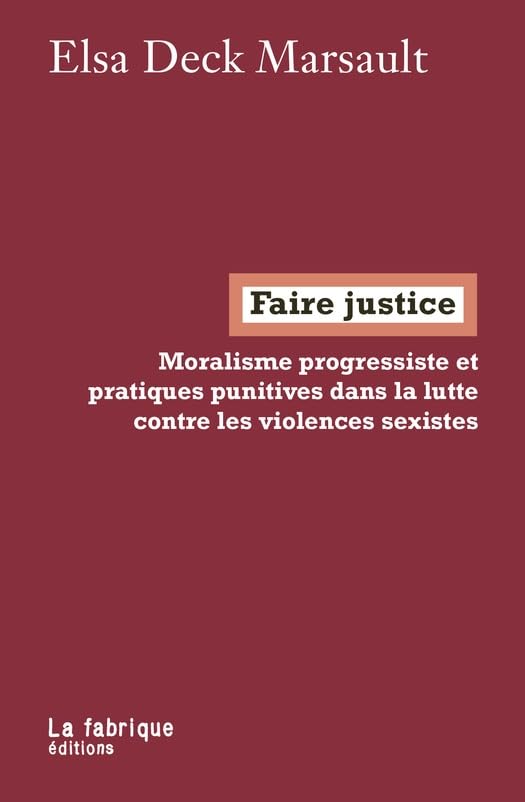 Elsa Deck Marsault
Faire justice
Moralisme progressiste et
pratiques punitives dans la lutte
contre les violences sexistes
La fabrique
éditions